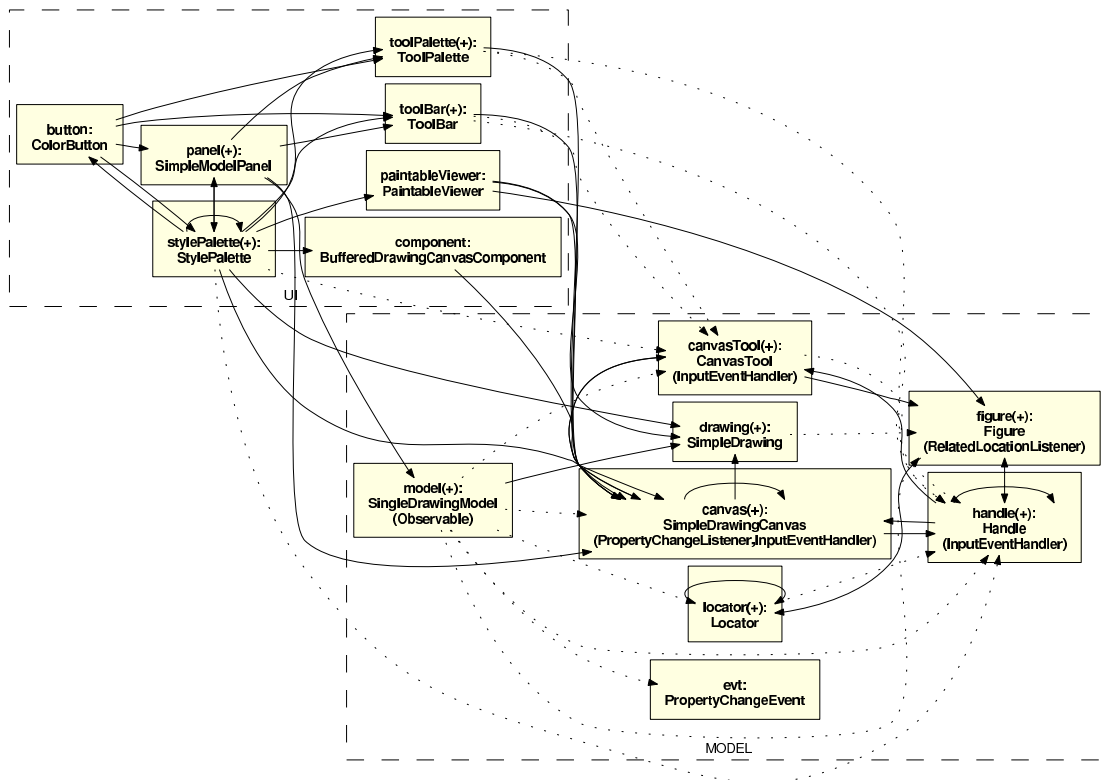 toolPalette(+):
ToolPalette
toolBar(+):
ToolBar
button:
ColorButton
panel(+):
SimpleModelPanel
paintableViewer:
PaintableViewer
stylePalette(+):
StylePalette
component:
BufferedDrawingCanvasComponent
UI
canvasTool(+):
CanvasTool
(InputEventHandler)
drawing(+):
SimpleDrawing
figure(+):
Figure
(RelatedLocationListener)
model(+):
SingleDrawingModel
(Observable)
canvas(+):
SimpleDrawingCanvas
(PropertyChangeListener,InputEventHandler)
handle(+):
Handle
(InputEventHandler)
locator(+):
Locator
evt:
PropertyChangeEvent
MODEL